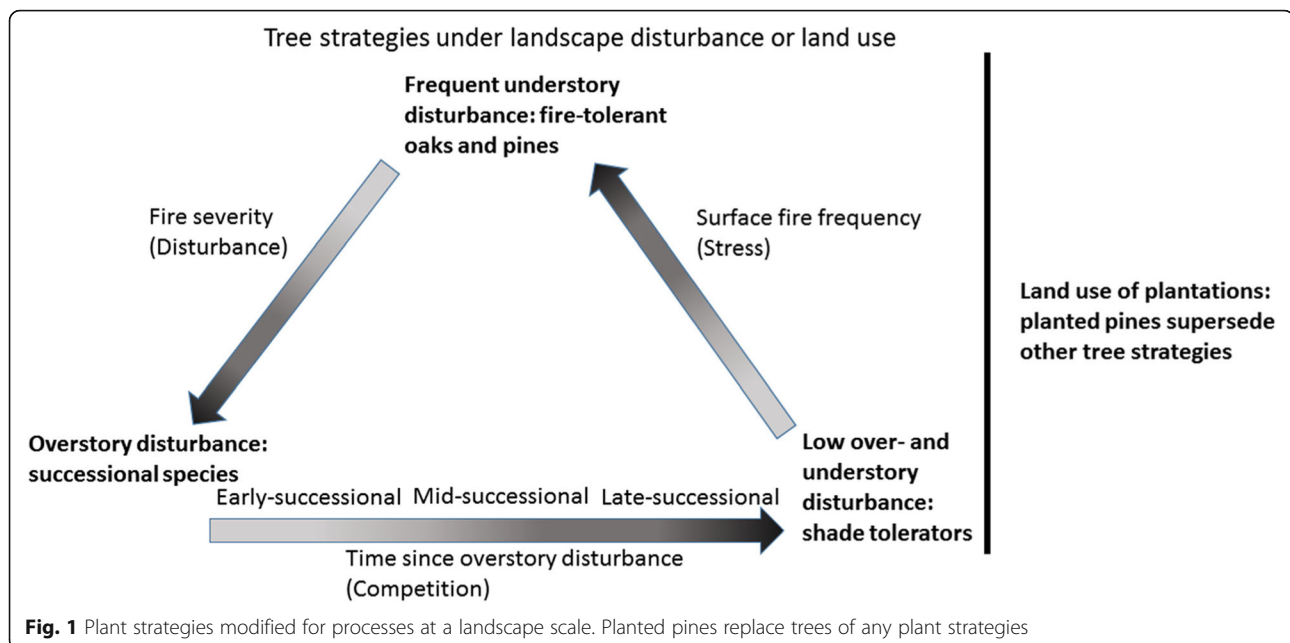 Tree strategies under landscape disturbance or land use
Frequent understory
disturbance: fire-tolerant
oaks and pines
Fire severity
(Disturbance)
Surface fire frequency
(Stress)
Land use of plantations:
planted pines supersede
other tree strategies
Overstory disturbance:
successional species
Low over- and
understory
disturbance:
shade tolerators
Early-successional Mid-successional Late-successional
Time since overstory disturbance
(Competition)
Fig. 1 Plant strategies modified for processes at a landscape scale. Planted pines replace trees of any plant strategies